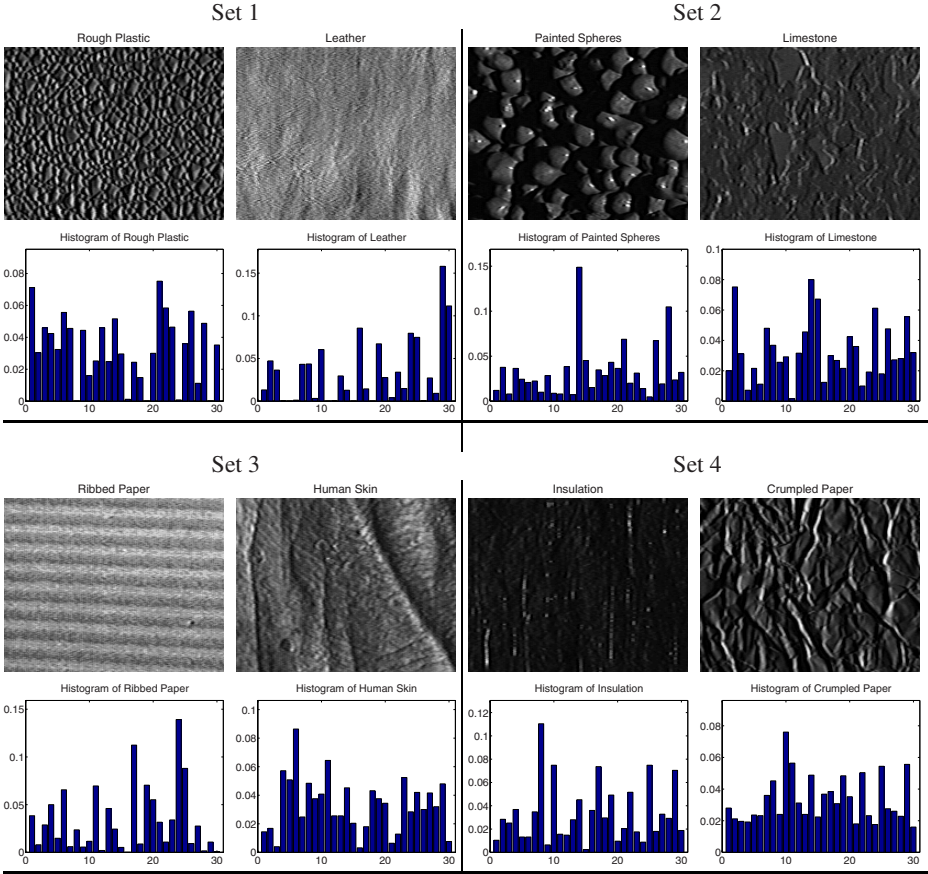 Set 1
Set 2
Rough Plastic
Leather
Painted Spheres
Limestone
Histogram of Rough Plastic
0.08
0.06
0.04
0.02
0
0 10 20 30
Histogram of Leather
0.15
0.1
0.05
0
0 10 20 30
Histogram of Painted Spheres
0.15
0.1
0.05
0
0 10 20 30
Histogram of Limestone
0.1
0.08
0.06
0.04
0.02
0
0 10 20 30
Set 3
Set 4
Ribbed Paper
Human Skin
Insulation
Crumpled Paper
Histogram of Ribbed Paper
0.15
0.1
0.05
0
0 10 20 30
Histogram of Human Skin
0.1
0.08
0.06
0.04
0.02
0
0 10 20 30
Histogram of Insulation
0.12
0.1
0.08
0.06
0.04
0.02
0
0 10 20 30
Histogram of Crumpled Paper
0.08
0.06
0.04
0.02
0
0 10 20 30